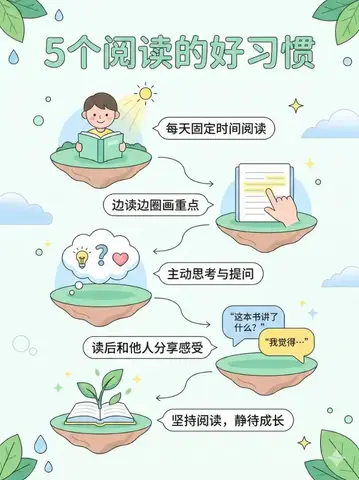 5个阅读的好习惯
每天固定时间阅读
边读边圈画重点
?
主动思考与提问
“这本书讲了
什么？”
“我觉得…”
读后和他人分享感受
坚持阅读，静待成长